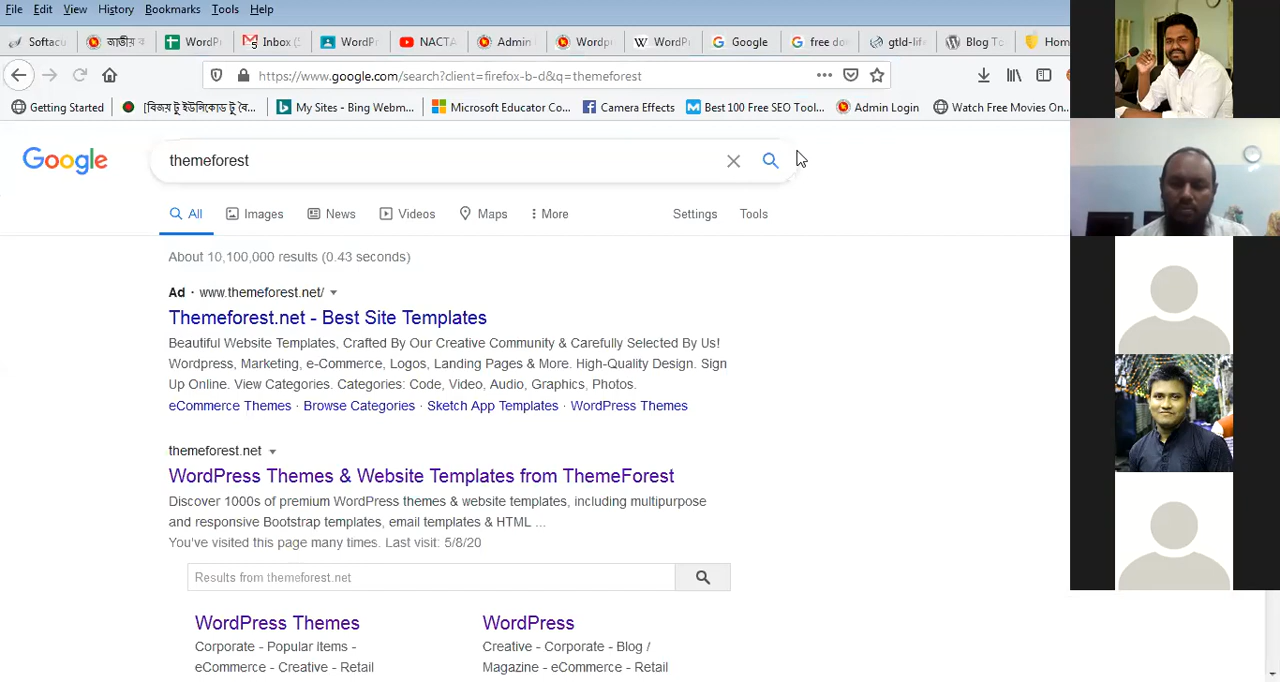 File Edit View History Bookmarks Tools Help
Softacu জাতীয় ক WordPr Inbox ( WordPr NACTA Admin Wordpr WordPr Google free do gtld-life Blog To Hom
https://www.google.com/search?client=firefox-b-d&q=themeforest
Getting Started [বিজয় টু ইউনিকোড টু বৈ... My Sites - Bing Webm... Microsoft Educator Co... Camera Effects Best 100 Free SEO Tool... Admin Login Watch Free Movies On...
Google themeforest
All Images News Videos Maps More Settings Tools
About 10,100,000 results (0.43 seconds)
Ad · www.themeforest.net/
Themeforest.net - Best Site Templates
Beautiful Website Templates, Crafted By Our Creative Community & Carefully Selected By Us!
Wordpress, Marketing, e-Commerce, Logos, Landing Pages & More. High-Quality Design. Sign
Up Online. View Categories. Categories: Code, Video, Audio, Graphics, Photos.
eCommerce Themes · Browse Categories · Sketch App Templates · WordPress Themes
themeforest.net
WordPress Themes & Website Templates from ThemeForest
Discover 1000s of premium WordPress themes & website templates, including multipurpose
and responsive Bootstrap templates, email templates & HTML ...
You've visited this page many times. Last visit: 5/8/20
Results from themeforest.net
WordPress Themes WordPress
Corporate - Popular items - Creative - Corporate - Blog /
eCommerce - Creative - Retail Magazine - eCommerce - Retail